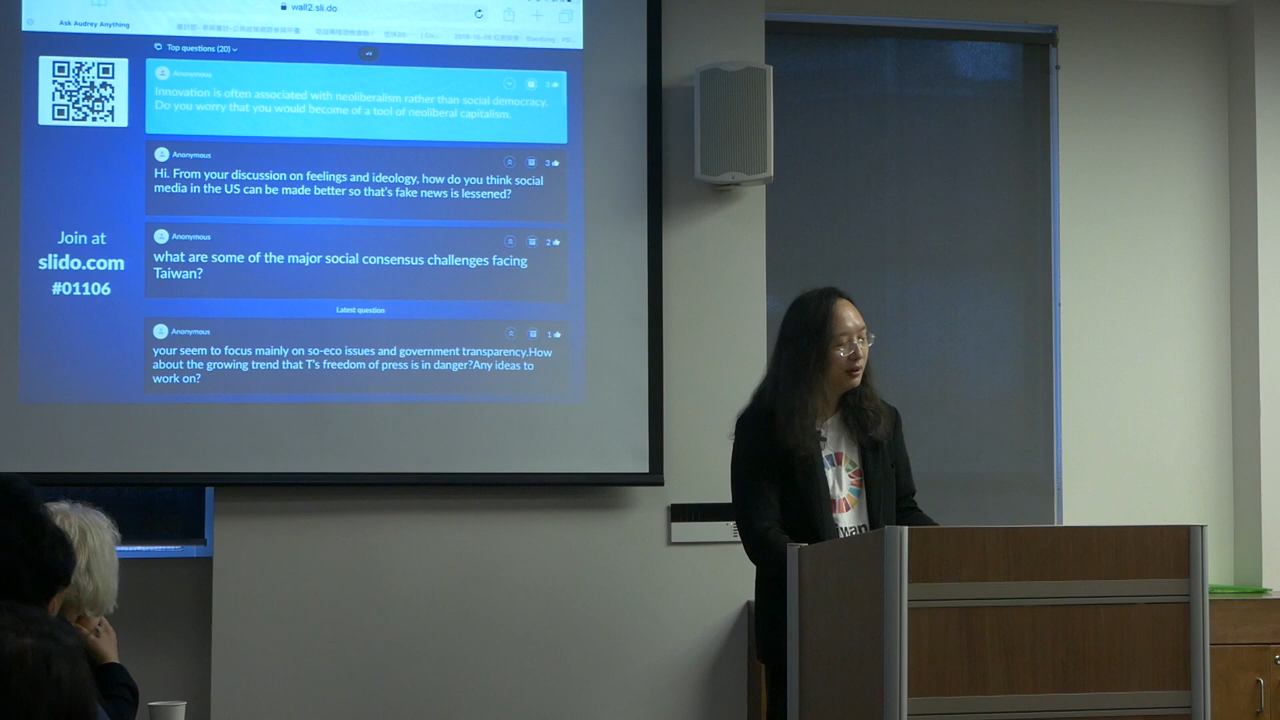 wall2.sli.do
Ask Audrey Anything
Top questions (20)
Anonymous
3
Innovation is often associated with neoliberalism rather than social democracy.
Do you worry that you would become of a tool of neoliberal capitalism.
Anonymous
3
Hi. From your discussion on feelings and ideology, how do you think social
media in the US can be made better so that's fake news is lessened?
Anonymous
2
what are some of the major social consensus challenges facing
Taiwan?
Latest question
Anonymous
1
your seem to focus mainly on so-eco issues and government transparency.How
about the growing trend that T's freedom of press is in danger?Any ideas to
work on?
Join at
slido.com
#01106
iwan